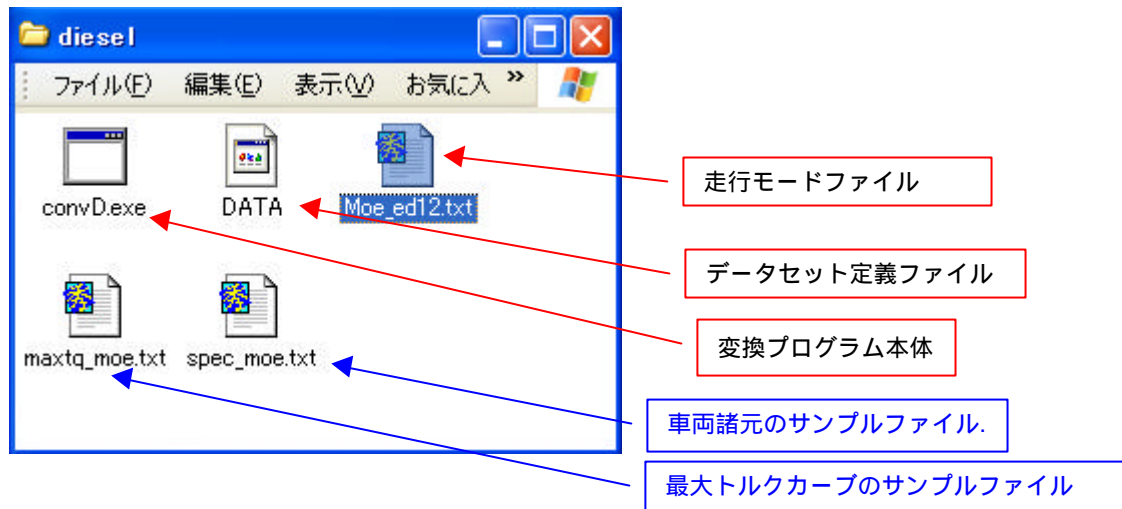 diesel
ファイル(F) 編集(E) 表示(V) お気に入 »
convD.exe DATA Moe_ed12.txt
maxtq_moe.txt spec_moe.txt
走行モードファイル
データセット定義ファイル
変換プログラム本体
車両諸元のサンプルファイル.
最大トルクカーブのサンプルファイル